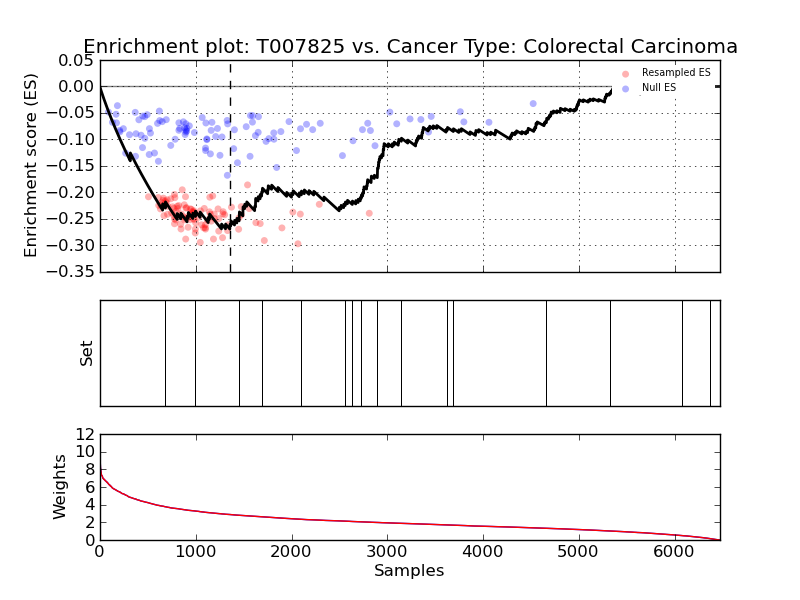 Enrichment plot: T007825 vs. Cancer Type: Colorectal Carcinoma
Enrichment score (ES)
0.05
0.00
−0.05
−0.10
−0.15
−0.20
−0.25
−0.30
−0.35
Resampled ES
Null ES
Set
Weights
12
10
8
6
4
2
0
0 1000 2000 3000 4000 5000 6000
Samples